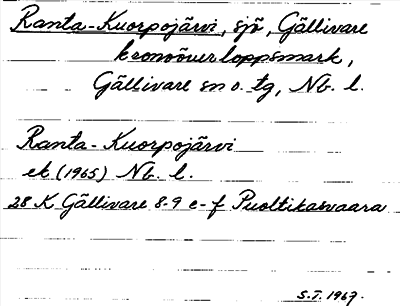 Ranta-Kuorpojärvi, sjö, Gällivare
kronoöverloppsmark,
Gällivare sn o. tg, Nb. l.
Ranta-Kuorpojärvi
ek (1965) Nb. l.
28 K Gällivare 8-9 e-f Puoltikasvaara
S.T. 1967.